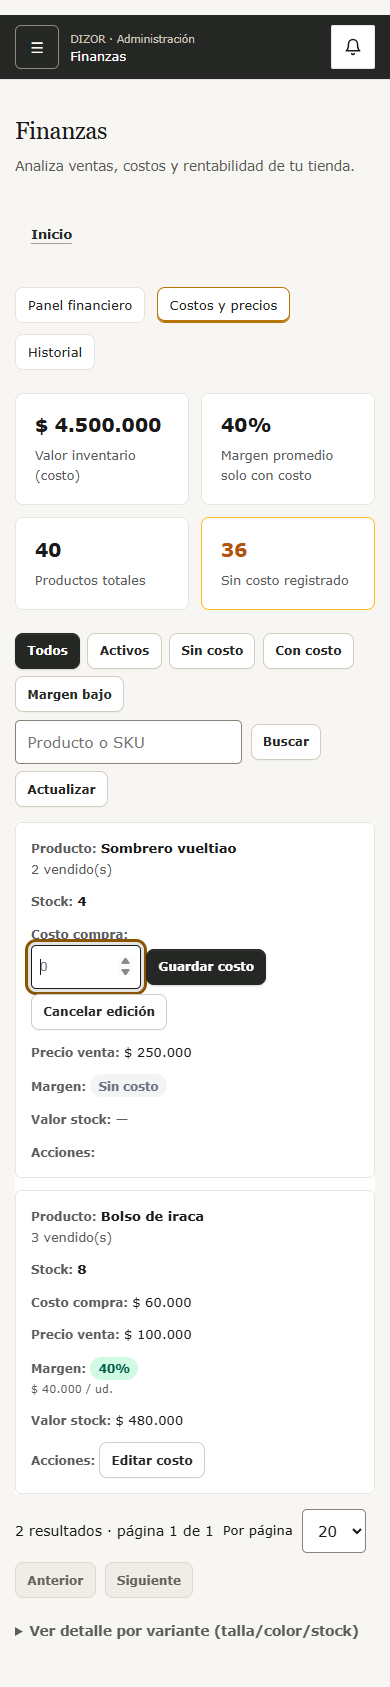 ☰
DIZOR · Administración
Finanzas
Finanzas
Analiza ventas, costos y rentabilidad de tu tienda.
Inicio
Panel financiero
Costos y precios
Historial
$ 4.500.000
Valor inventario
(costo)
40%
Margen promedio
solo con costo
40
Productos totales
36
Sin costo registrado
Todos
Activos
Sin costo
Con costo
Margen bajo
Producto o SKU
Buscar
Actualizar
Producto: Sombrero vueltiao
2 vendido(s)
Stock: 4
Costo compra:
0
Guardar costo
Cancelar edición
Precio venta: $ 250.000
Margen: Sin costo
Valor stock: —
Acciones:
Producto: Bolso de iraca
3 vendido(s)
Stock: 8
Costo compra: $ 60.000
Precio venta: $ 100.000
Margen: 40%
$ 40.000 / ud.
Valor stock: $ 480.000
Acciones: Editar costo
2 resultados · página 1 de 1 Por página 20
Anterior
Siguiente
▸ Ver detalle por variante (talla/color/stock)